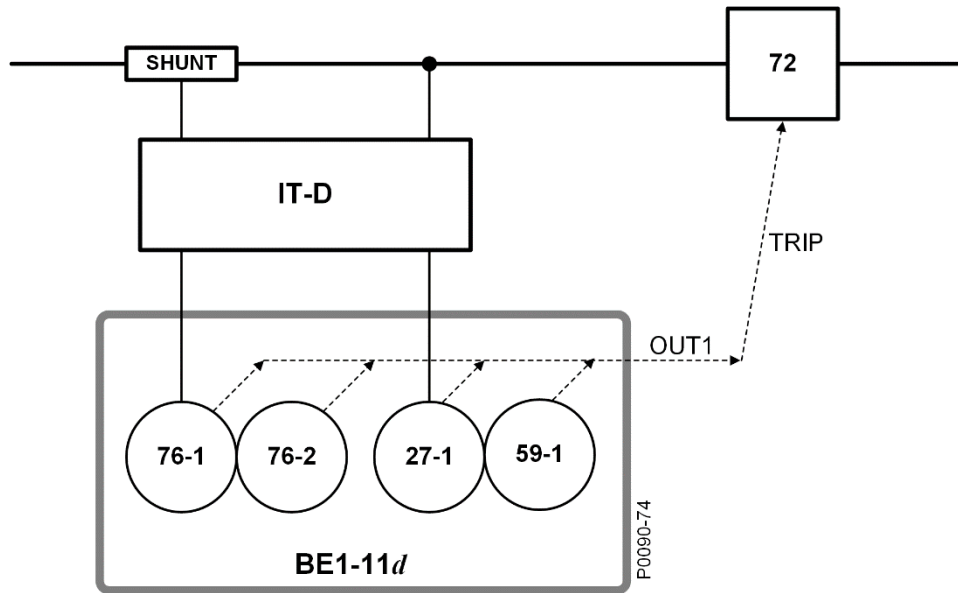 SHUNT
72
IT-D
TRIP
OUT1
76-1
76-2
27-1
59-1
BE1-11d
P0090-74